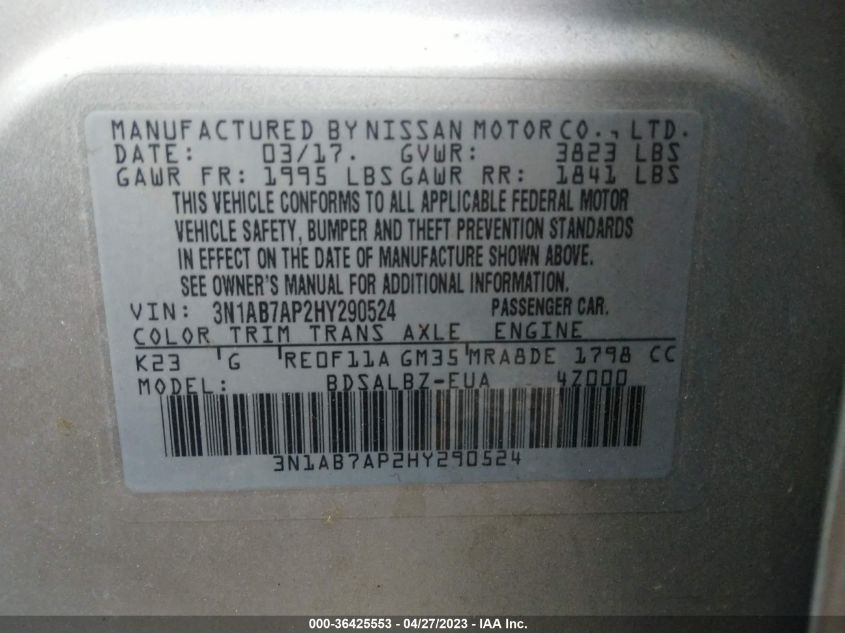 MANUFACTURED BY NISSAN MOTOR CO., LTD.
DATE: 03/17. GVWR: 3823 LBS
GAWR FR: 1995 LBS GAWR RR: 1841 LBS
THIS VEHICLE CONFORMS TO ALL APPLICABLE FEDERAL MOTOR
VEHICLE SAFETY, BUMPER AND THEFT PREVENTION STANDARDS
IN EFFECT ON THE DATE OF MANUFACTURE SHOWN ABOVE.
SEE OWNER'S MANUAL FOR ADDITIONAL INFORMATION.
VIN: 3N1AB7AP2HY290524 PASSENGER CAR.
COLOR TRIM TRANS AXLE ENGINE
K23 G RE0F11A GM35 MRA8DE 1798 CC
MODEL: BDSALBZ-EUA 4Z000
3N1AB7AP2HY290524
000-36425553 - 04/27/2023 - IAA Inc.